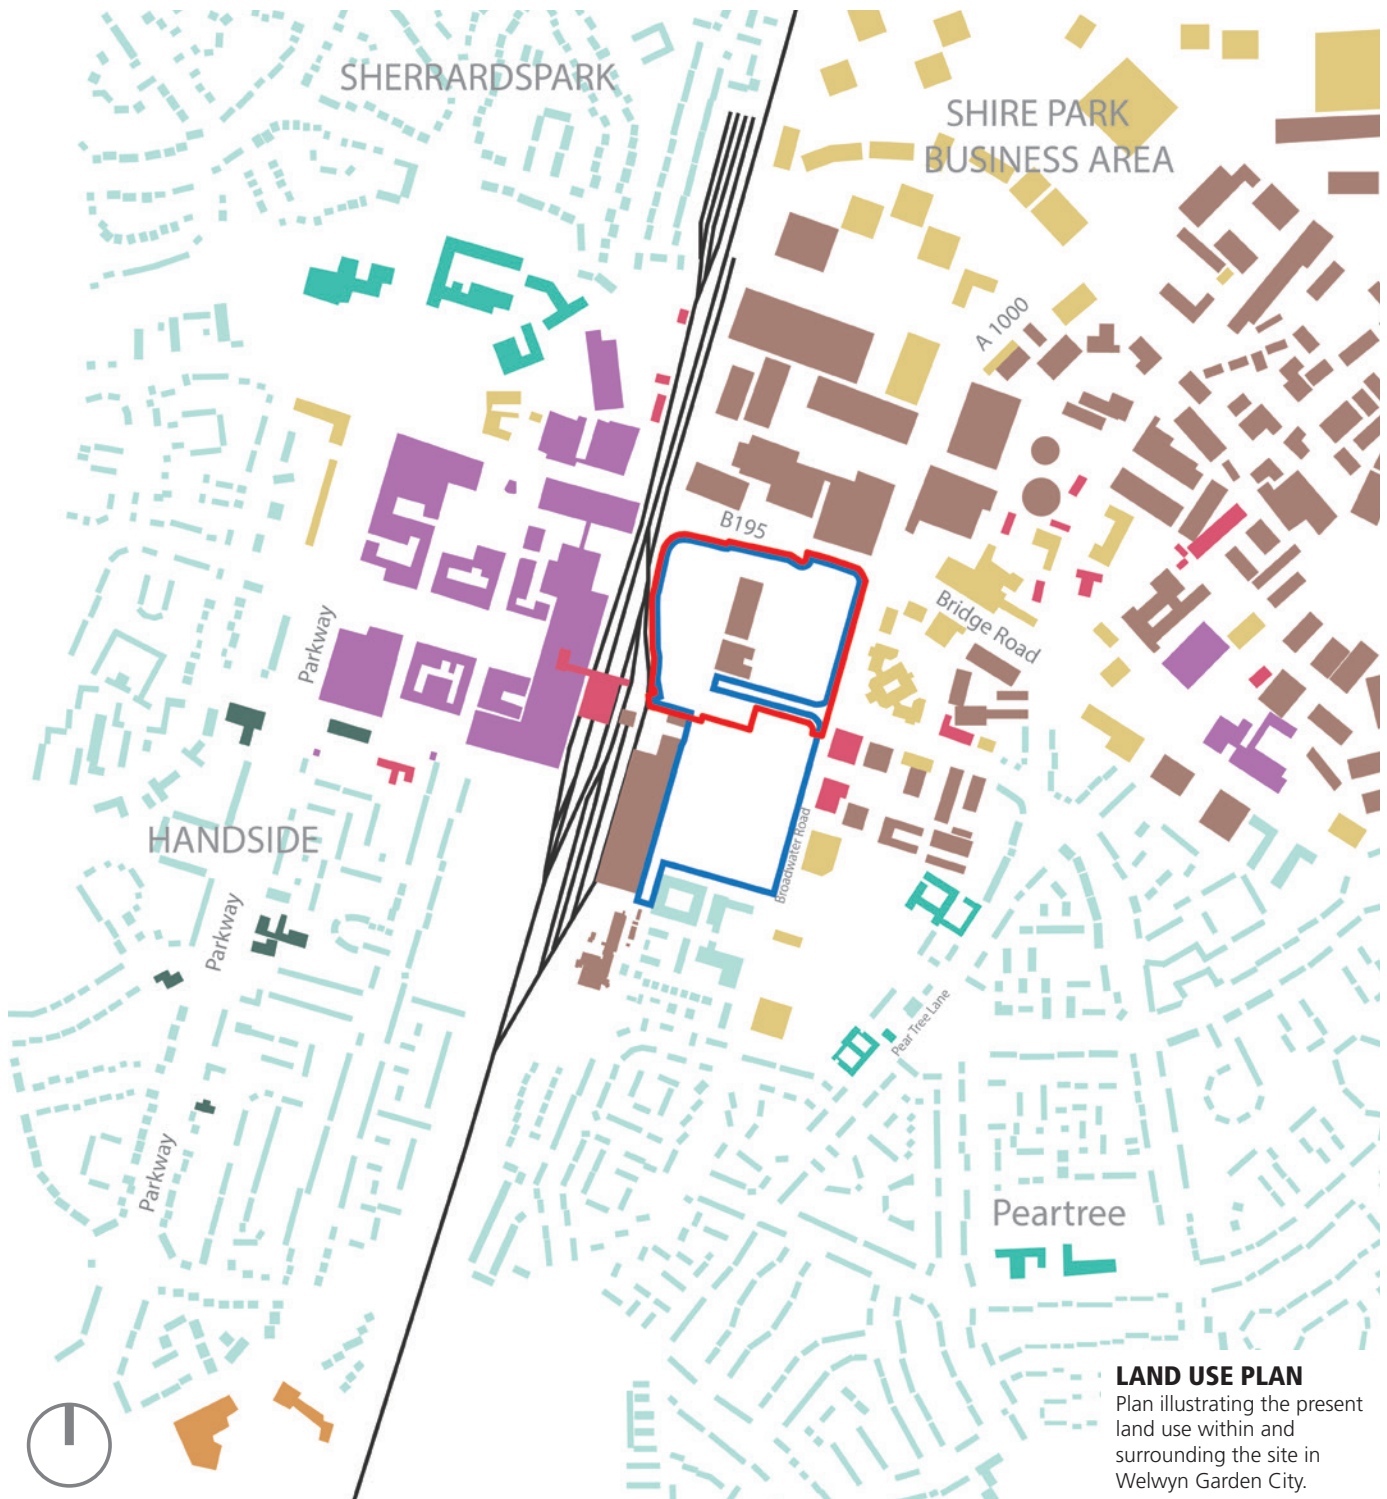 SHERRARDSPARK
SHIRE PARK
BUSINESS AREA
A 1000
B195
Bridge Road
Parkway
HANDSIDE
Broadwater Road
Parkway
Pear Tree Lane
Parkway
Peartree
LAND USE PLAN
Plan illustrating the present
land use within and
surrounding the site in
Welwyn Garden City.